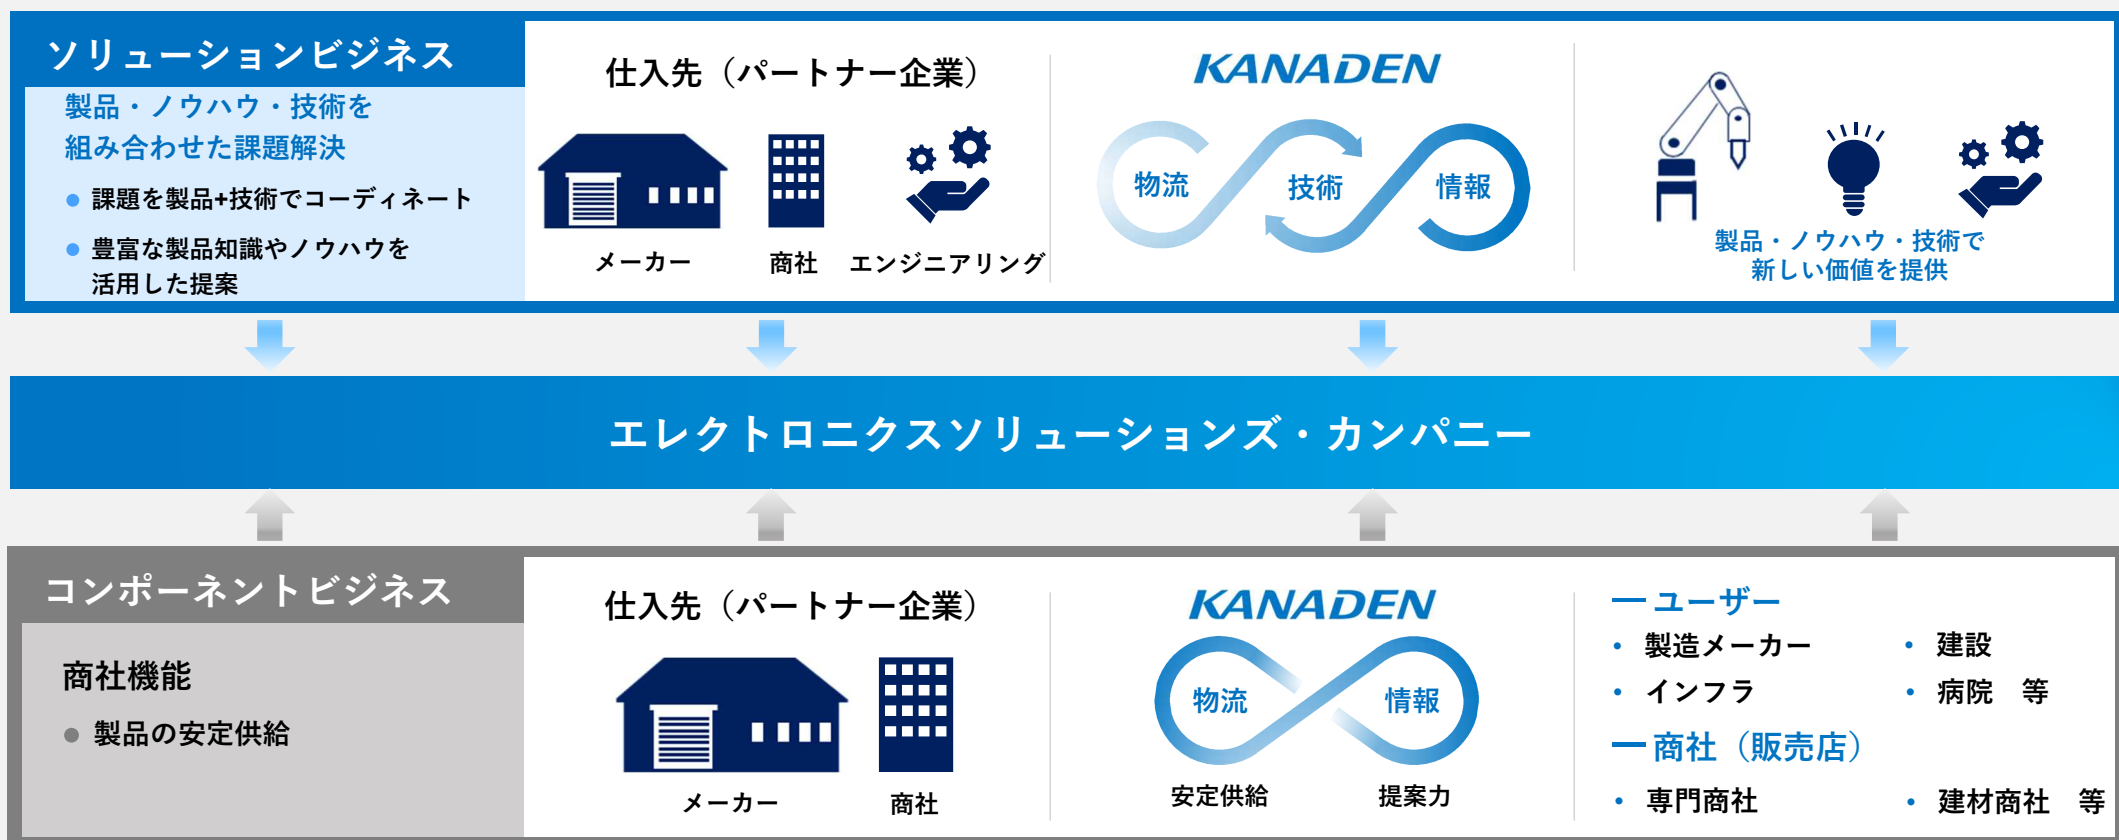 ソリューションビジネス
製品・ノウハウ・技術を
組み合わせた課題解決
● 課題を製品+技術でコーディネート
● 豊富な製品知識やノウハウを
活用した提案
仕入先（パートナー企業）
メーカー
商社
エンジニアリング
KANADEN
物流
技術
情報
製品・ノウハウ・技術で
新しい価値を提供
エレクトロニクスソリューションズ・カンパニー
コンポーネントビジネス
商社機能
● 製品の安定供給
仕入先（パートナー企業）
メーカー
商社
KANADEN
物流
情報
安定供給
提案力
ー ユーザー
・ 製造メーカー
・ 建設
・ インフラ
・ 病院　等
ー 商社（販売店）
・ 専門商社
・ 建材商社　等